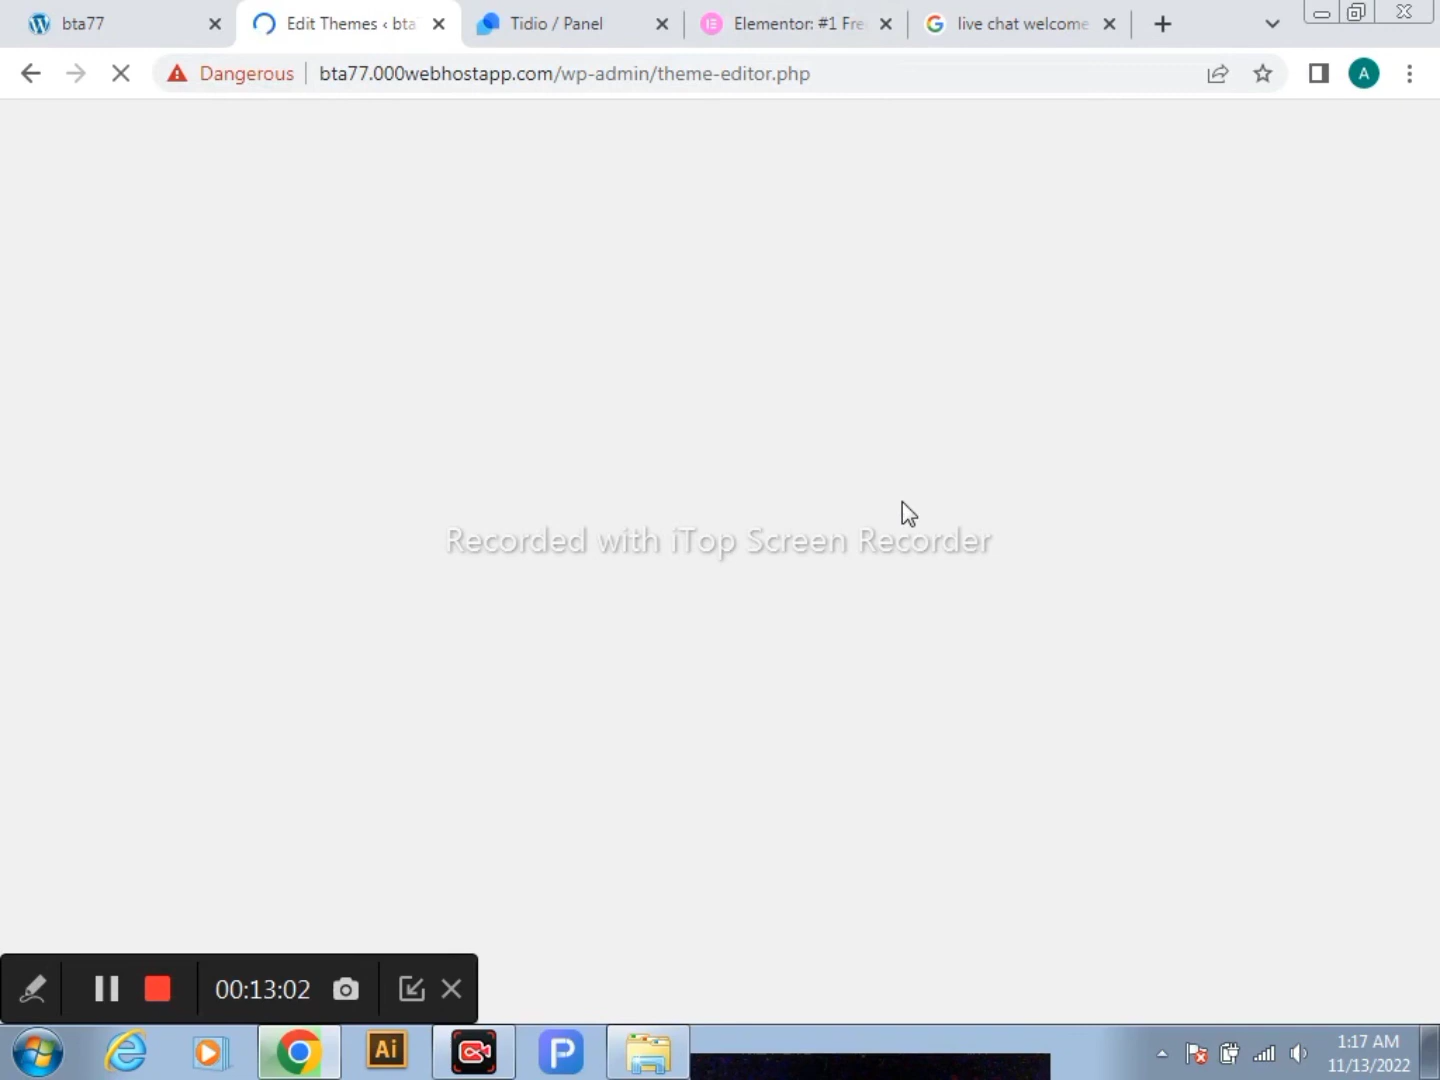 bta77
Edit Themes ‹ bta
Tidio / Panel
Elementor: #1 Fre
live chat welcome
Dangerous
bta77.000webhostapp.com/wp-admin/theme-editor.php
A
Recorded with iTop Screen Recorder
00:13:02
Ai
P
1:17 AM
11/13/2022